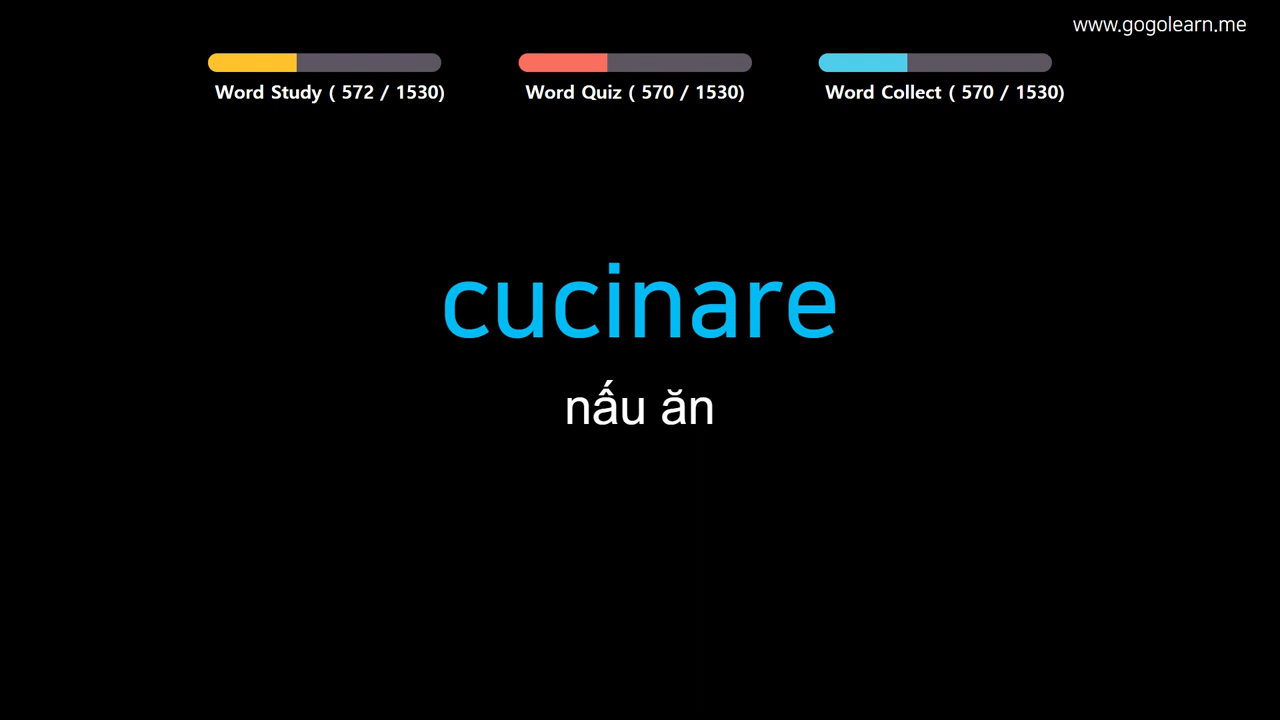 www.gogolearn.me
Word Study ( 572 / 1530)
Word Quiz ( 570 / 1530)
Word Collect ( 570 / 1530)
cucinare
nấu ăn